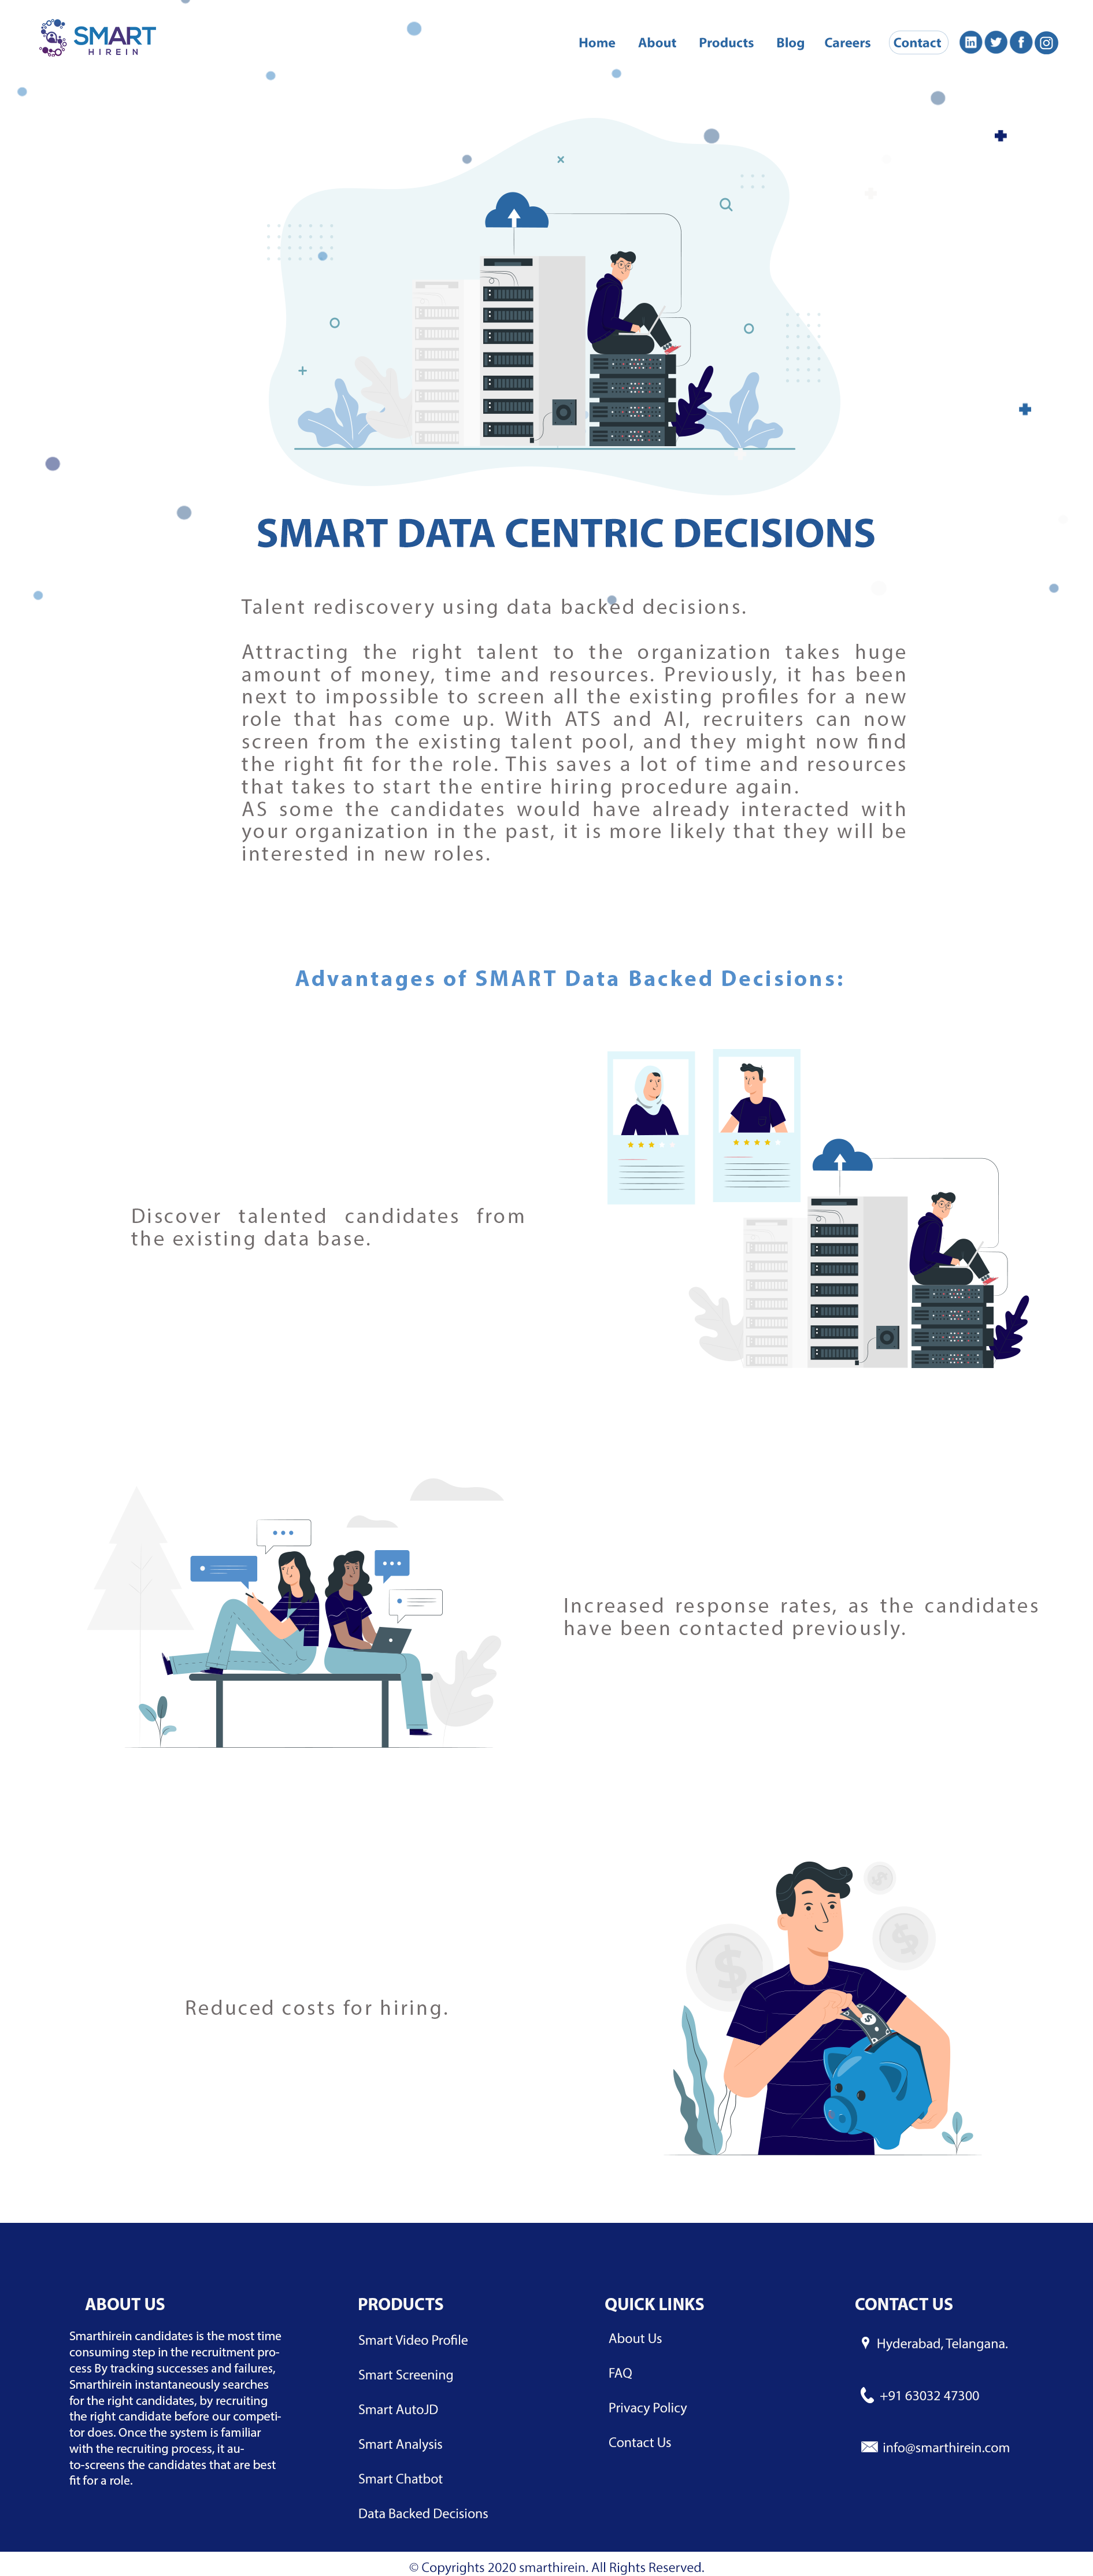 SMART
HIREIN
Home About Products Blog Careers Contact
SMART DATA CENTRIC DECISIONS
Talent rediscovery using data backed decisions.
Attracting the right talent to the organization takes huge
amount of money, time and resources. Previously, it has been
next to impossible to screen all the existing profiles for a new
role that has come up. With ATS and AI, recruiters can now
screen from the existing talent pool, and they might now find
the right fit for the role. This saves a lot of time and resources
that takes to start the entire hiring procedure again.
AS some the candidates would have already interacted with
your organization in the past, it is more likely that they will be
interested in new roles.
Advantages of SMART Data Backed Decisions:
Discover talented candidates from
the existing data base.
Increased response rates, as the candidates
have been contacted previously.
Reduced costs for hiring.
ABOUT US
Smarthirein candidates is the most time
consuming step in the recruitment pro-
cess By tracking successes and failures,
Smarthirein instantaneously searches
for the right candidates, by recruiting
the right candidate before our competi-
tor does. Once the system is familiar
with the recruiting process, it au-
to-screens the candidates that are best
fit for a role.
PRODUCTS
Smart Video Profile
Smart Screening
Smart AutoJD
Smart Analysis
Smart Chatbot
Data Backed Decisions
QUICK LINKS
About Us
FAQ
Privacy Policy
Contact Us
CONTACT US
Hyderabad, Telangana.
+91 63032 47300
info@smarthirein.com
© Copyrights 2020 smarthirein. All Rights Reserved.